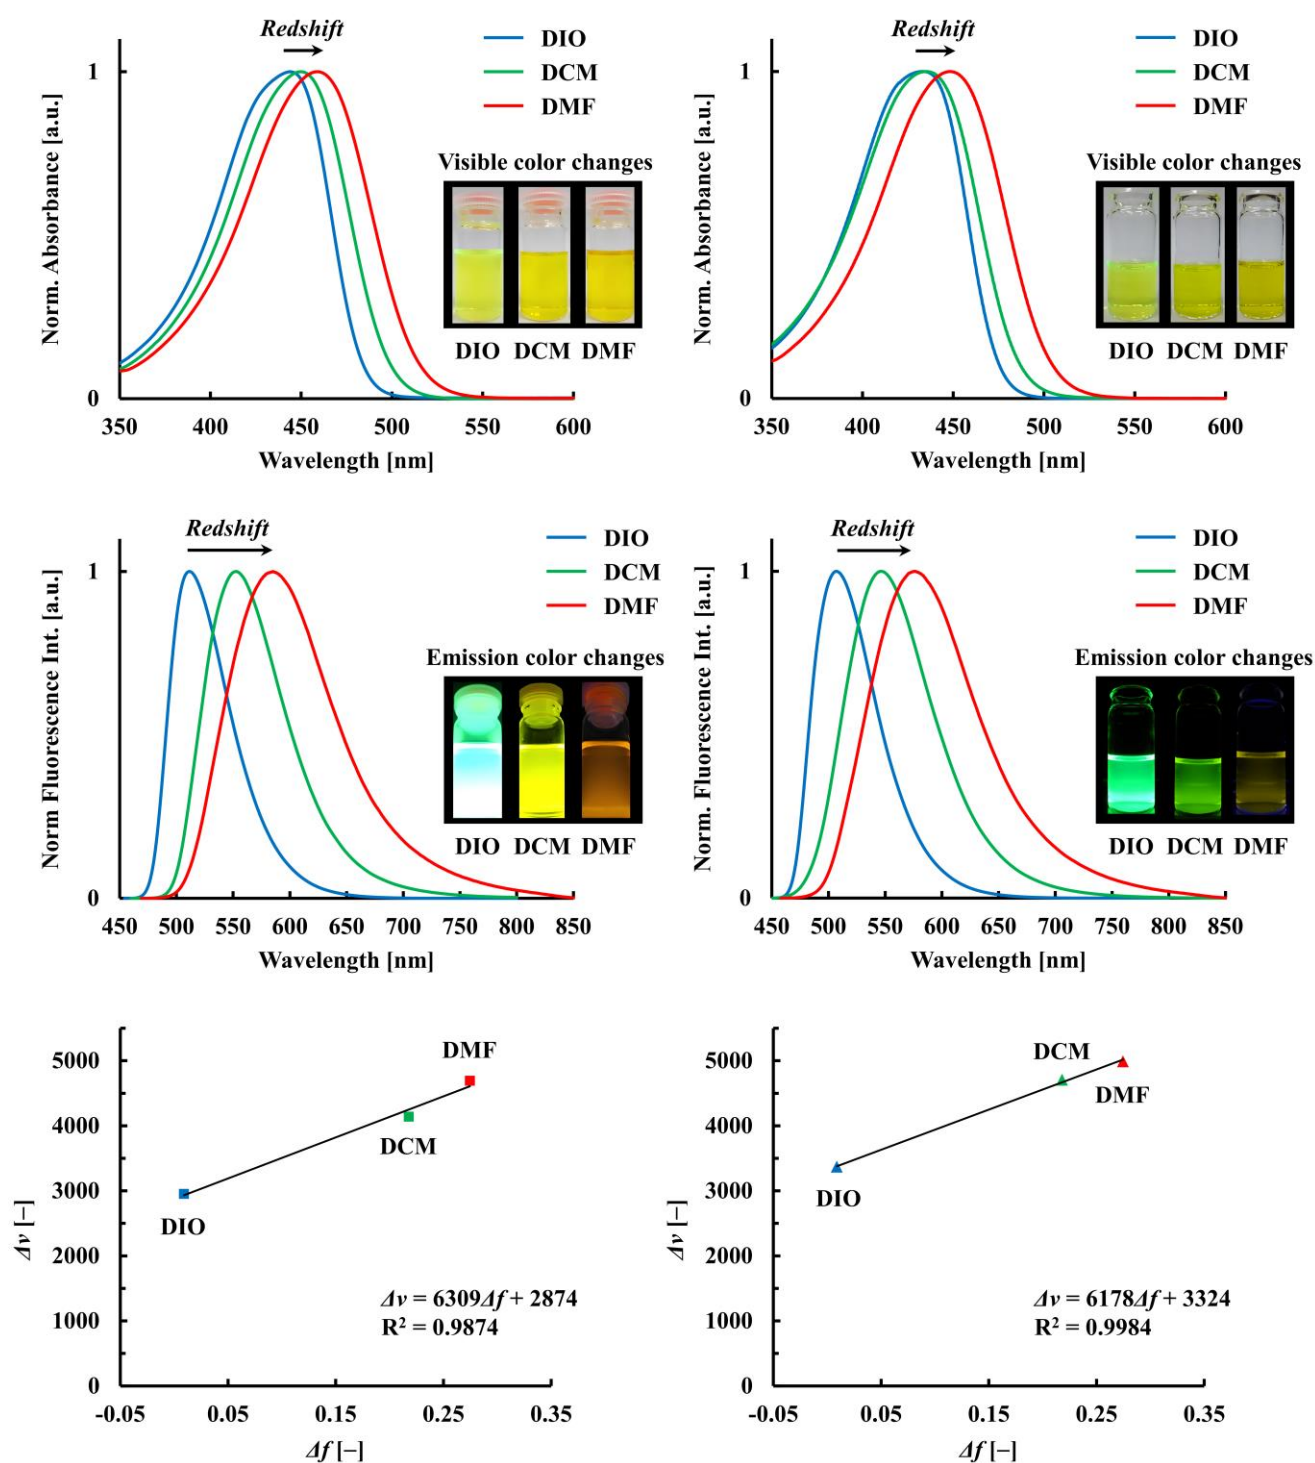 Redshift
DIO
DCM
DMF
Visible color changes
DIO DCM DMF
Norm. Absorbance [a.u.]
1
0
350 400 450 500 550 600
Wavelength [nm]
Redshift
DIO
DCM
DMF
Visible color changes
DIO DCM DMF
Norm. Absorbance [a.u.]
1
0
350 400 450 500 550 600
Wavelength [nm]
Redshift
DIO
DCM
DMF
Emission color changes
DIO DCM DMF
Norm Fluorescence Int. [a.u.]
1
0
450 500 550 600 650 700 750 800 850
Wavelength [nm]
Redshift
DIO
DCM
DMF
Emission color changes
DIO DCM DMF
Norm. Fluorescence Int. [a.u.]
1
0
450 500 550 600 650 700 750 800 850
Wavelength [nm]
5000
4000
3000
2000
1000
0
Δν [−]
DMF
DCM
DIO
Δν = 6309Δf + 2874
R² = 0.9874
-0.05 0.05 0.15 0.25 0.35
Δf [−]
5000
4000
3000
2000
1000
0
Δν [−]
DCM
DMF
DIO
Δν = 6178Δf + 3324
R² = 0.9984
-0.05 0.05 0.15 0.25 0.35
Δf [−]